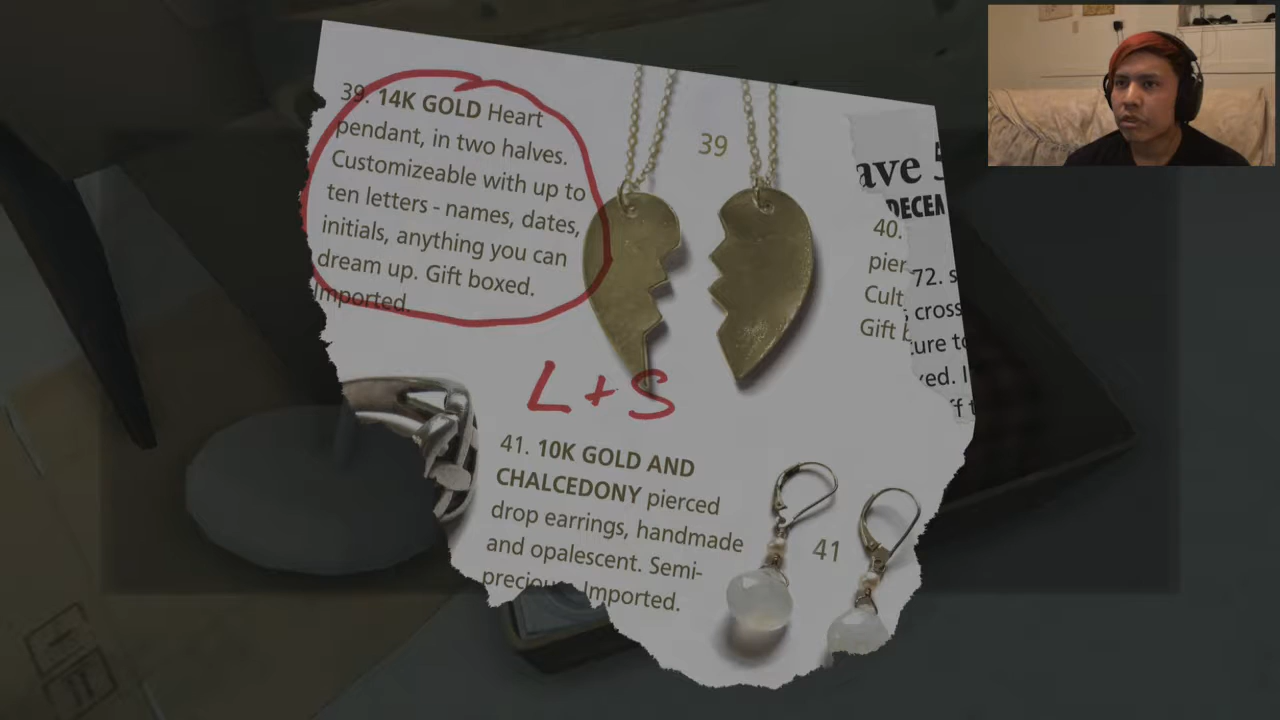 39. 14K GOLD Heart
pendant, in two halves.
Customizeable with up to
ten letters - names, dates,
initials, anything you can
dream up. Gift boxed.
Imported.
39
L + S
41. 10K GOLD AND
CHALCEDONY pierced
drop earrings, handmade
and opalescent. Semi-
Imported.
41
40.
72.
cross